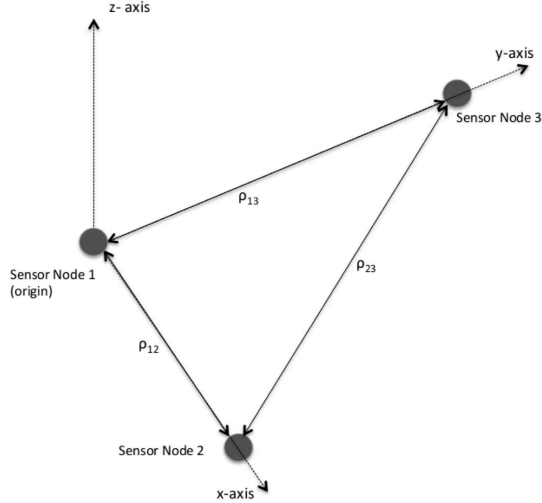 z- axis
y-axis
Sensor Node 3
ρ13
Sensor Node 1
(origin)
ρ23
ρ12
Sensor Node 2
x-axis